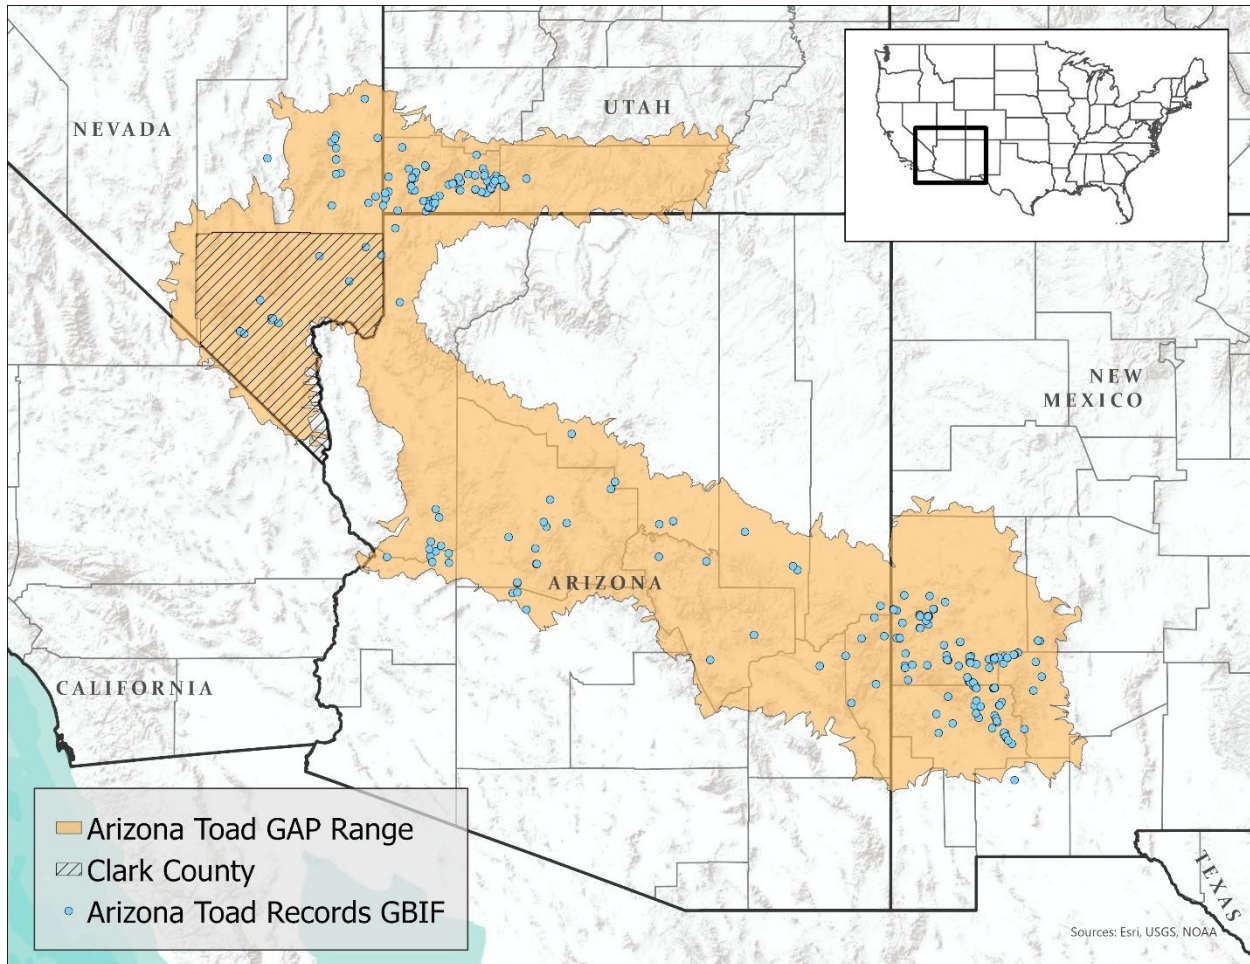 NEVADA
UTAH
NEW
MEXICO
ARIZONA
CALIFORNIA
TEXAS
Arizona Toad GAP Range
Clark County
Arizona Toad Records GBIF
Sources: Esri, USGS, NOAA